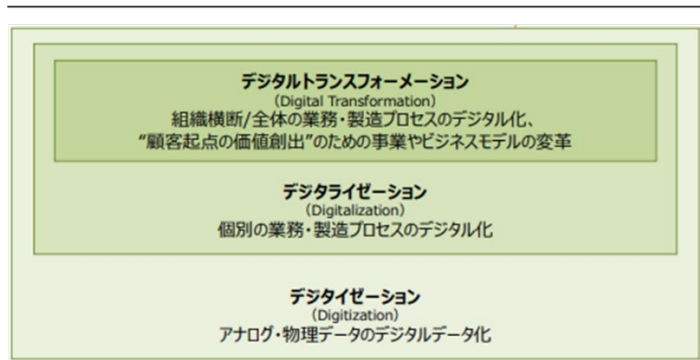 デジタルトランスフォーメーション
(Digital Transformation)
組織横断/全体の業務・製造プロセスのデジタル化、
“顧客起点の価値創出”のための事業やビジネスモデルの変革
デジタライゼーション
(Digitalization)
個別の業務・製造プロセスのデジタル化
デジタイゼーション
(Digitization)
アナログ・物理データのデジタルデータ化